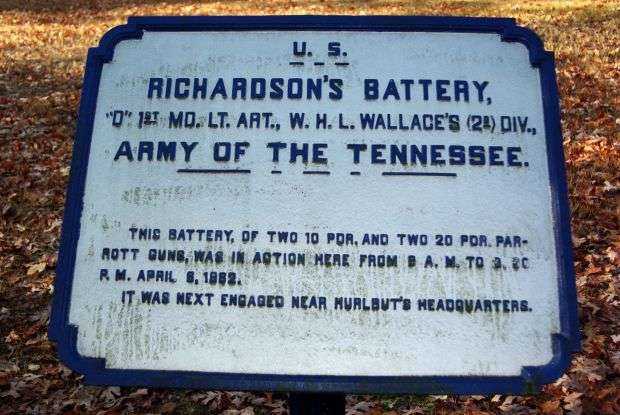 U. S.
RICHARDSON'S BATTERY,
"D" 1ST MO. LT. ART., W. H. L. WALLACE'S (2D) DIV.,
ARMY OF THE TENNESSEE.
THIS BATTERY, OF TWO 10 PDR. AND TWO 20 PDR. PAR-
ROTT GUNS, WAS IN ACTION HERE FROM 9 A. M. TO
P. M. APRIL 6, 1862.
IT WAS NEXT ENGAGED NEAR HURLBUT'S HEADQUARTERS.